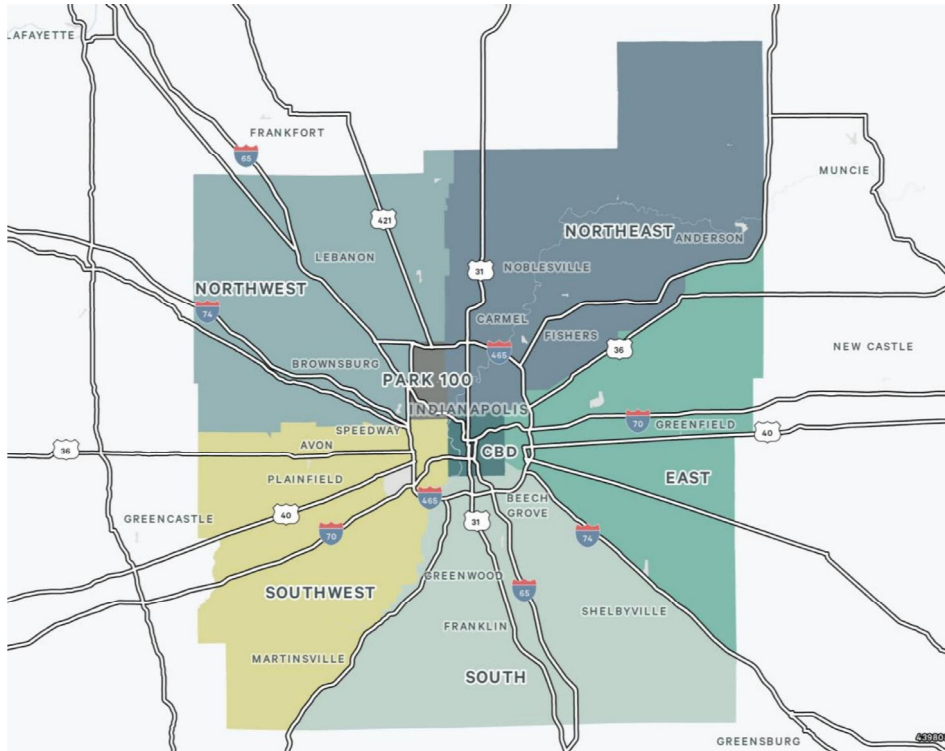 LAFAYETTE
FRANKFORT
65
MUNCIE
421
NORTHEAST
ANDERSON
LEBANON
31
NOBLESVILLE
NORTHWEST
74
CARMEL
FISHERS
36
NEW CASTLE
465
BROWNSBURG
PARK 100
INDIANAPOLIS
70
GREENFIELD
40
SPEEDWAY
AVON
36
CBD
PLAINFIELD
EAST
465
BEECH
GROVE
GREENCASTLE
40
31
70
74
GREENWOOD
SOUTHWEST
65
SHELBYVILLE
FRANKLIN
MARTINSVILLE
SOUTH
43980
GREENSBURG